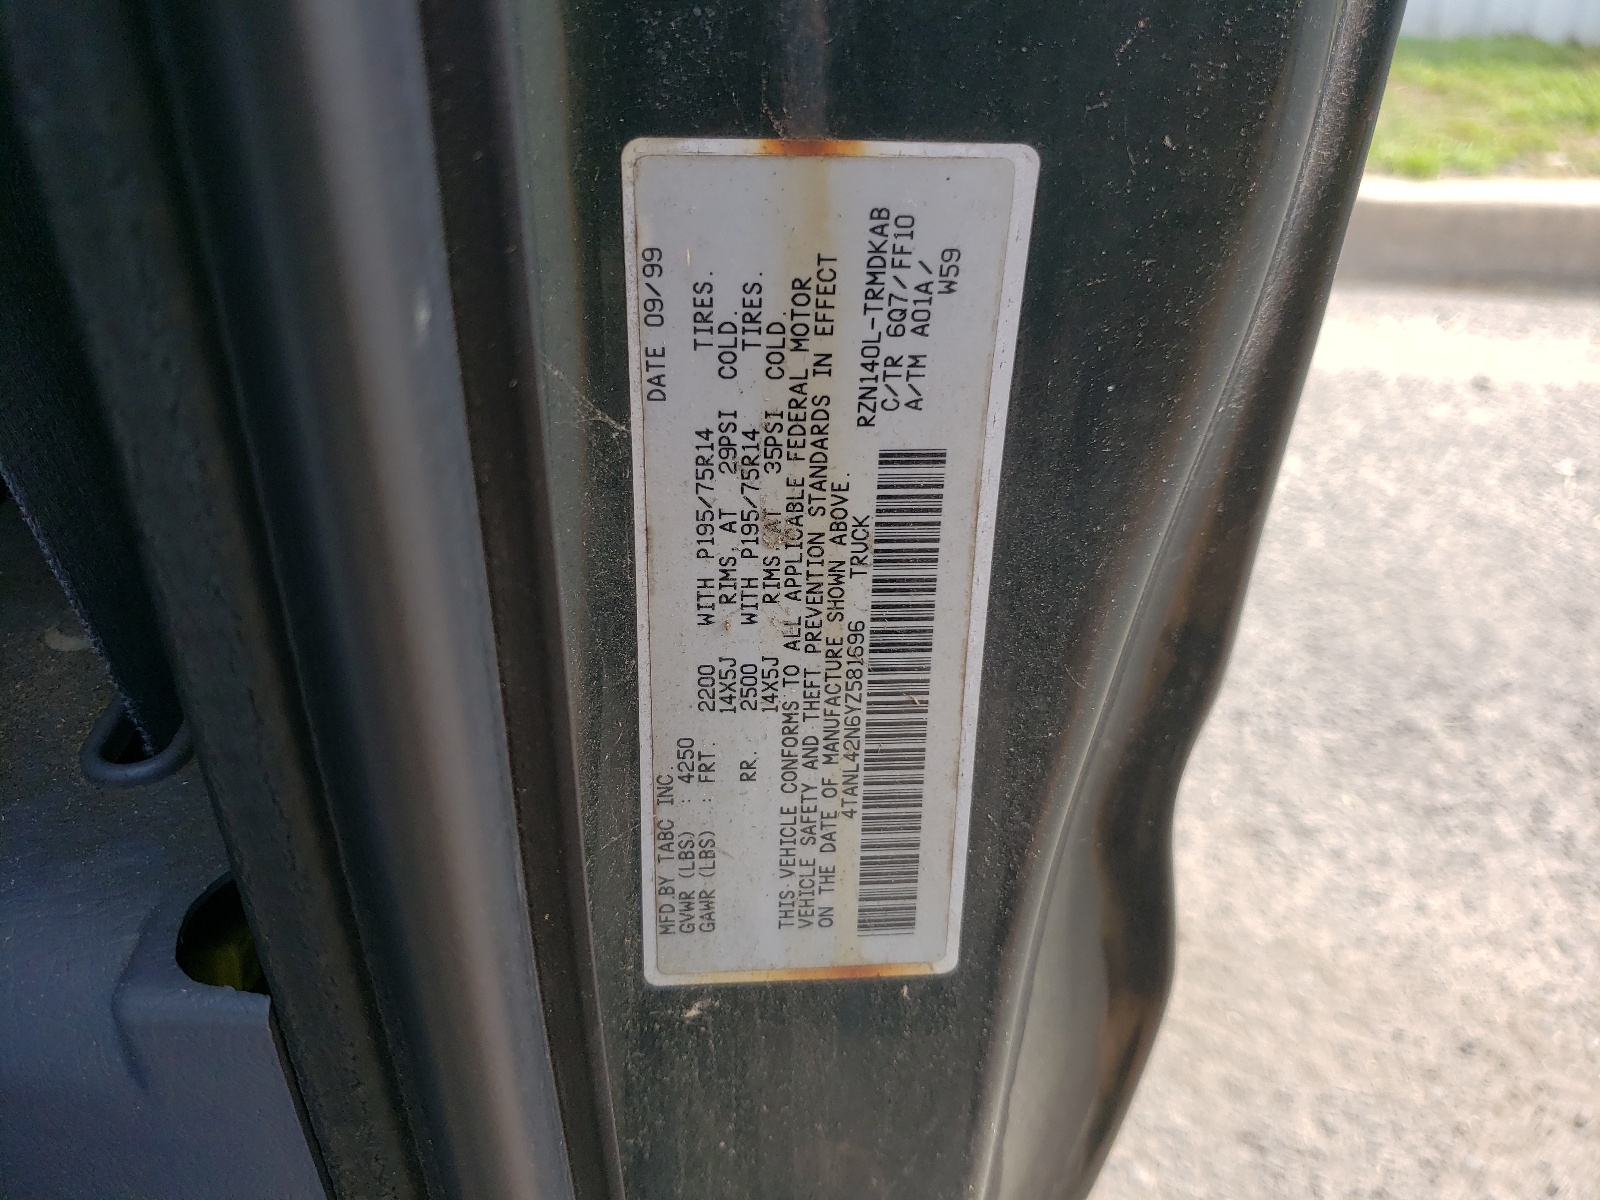 MFD.BY TABC INC. DATE 09/99
GVWR (LBS) : 4250
GAWR (LBS) : FRT. 2200 WITH P195/75R14 TIRES.
14X5J RIMS, AT 29PSI COLD.
RR. 2500 WITH P195/75R14 TIRES.
14X5J RIMS, AT 35PSI COLD.
THIS VEHICLE CONFORMS TO ALL APPLICABLE FEDERAL MOTOR
VEHICLE SAFETY AND THEFT PREVENTION STANDARDS IN EFFECT
ON THE DATE OF MANUFACTURE SHOWN ABOVE.
4TANL42N6YZ581696 TRUCK
RZN140L-TRMDKAB
C/TR 6Q7/FF10
A/TM A01A/
W59